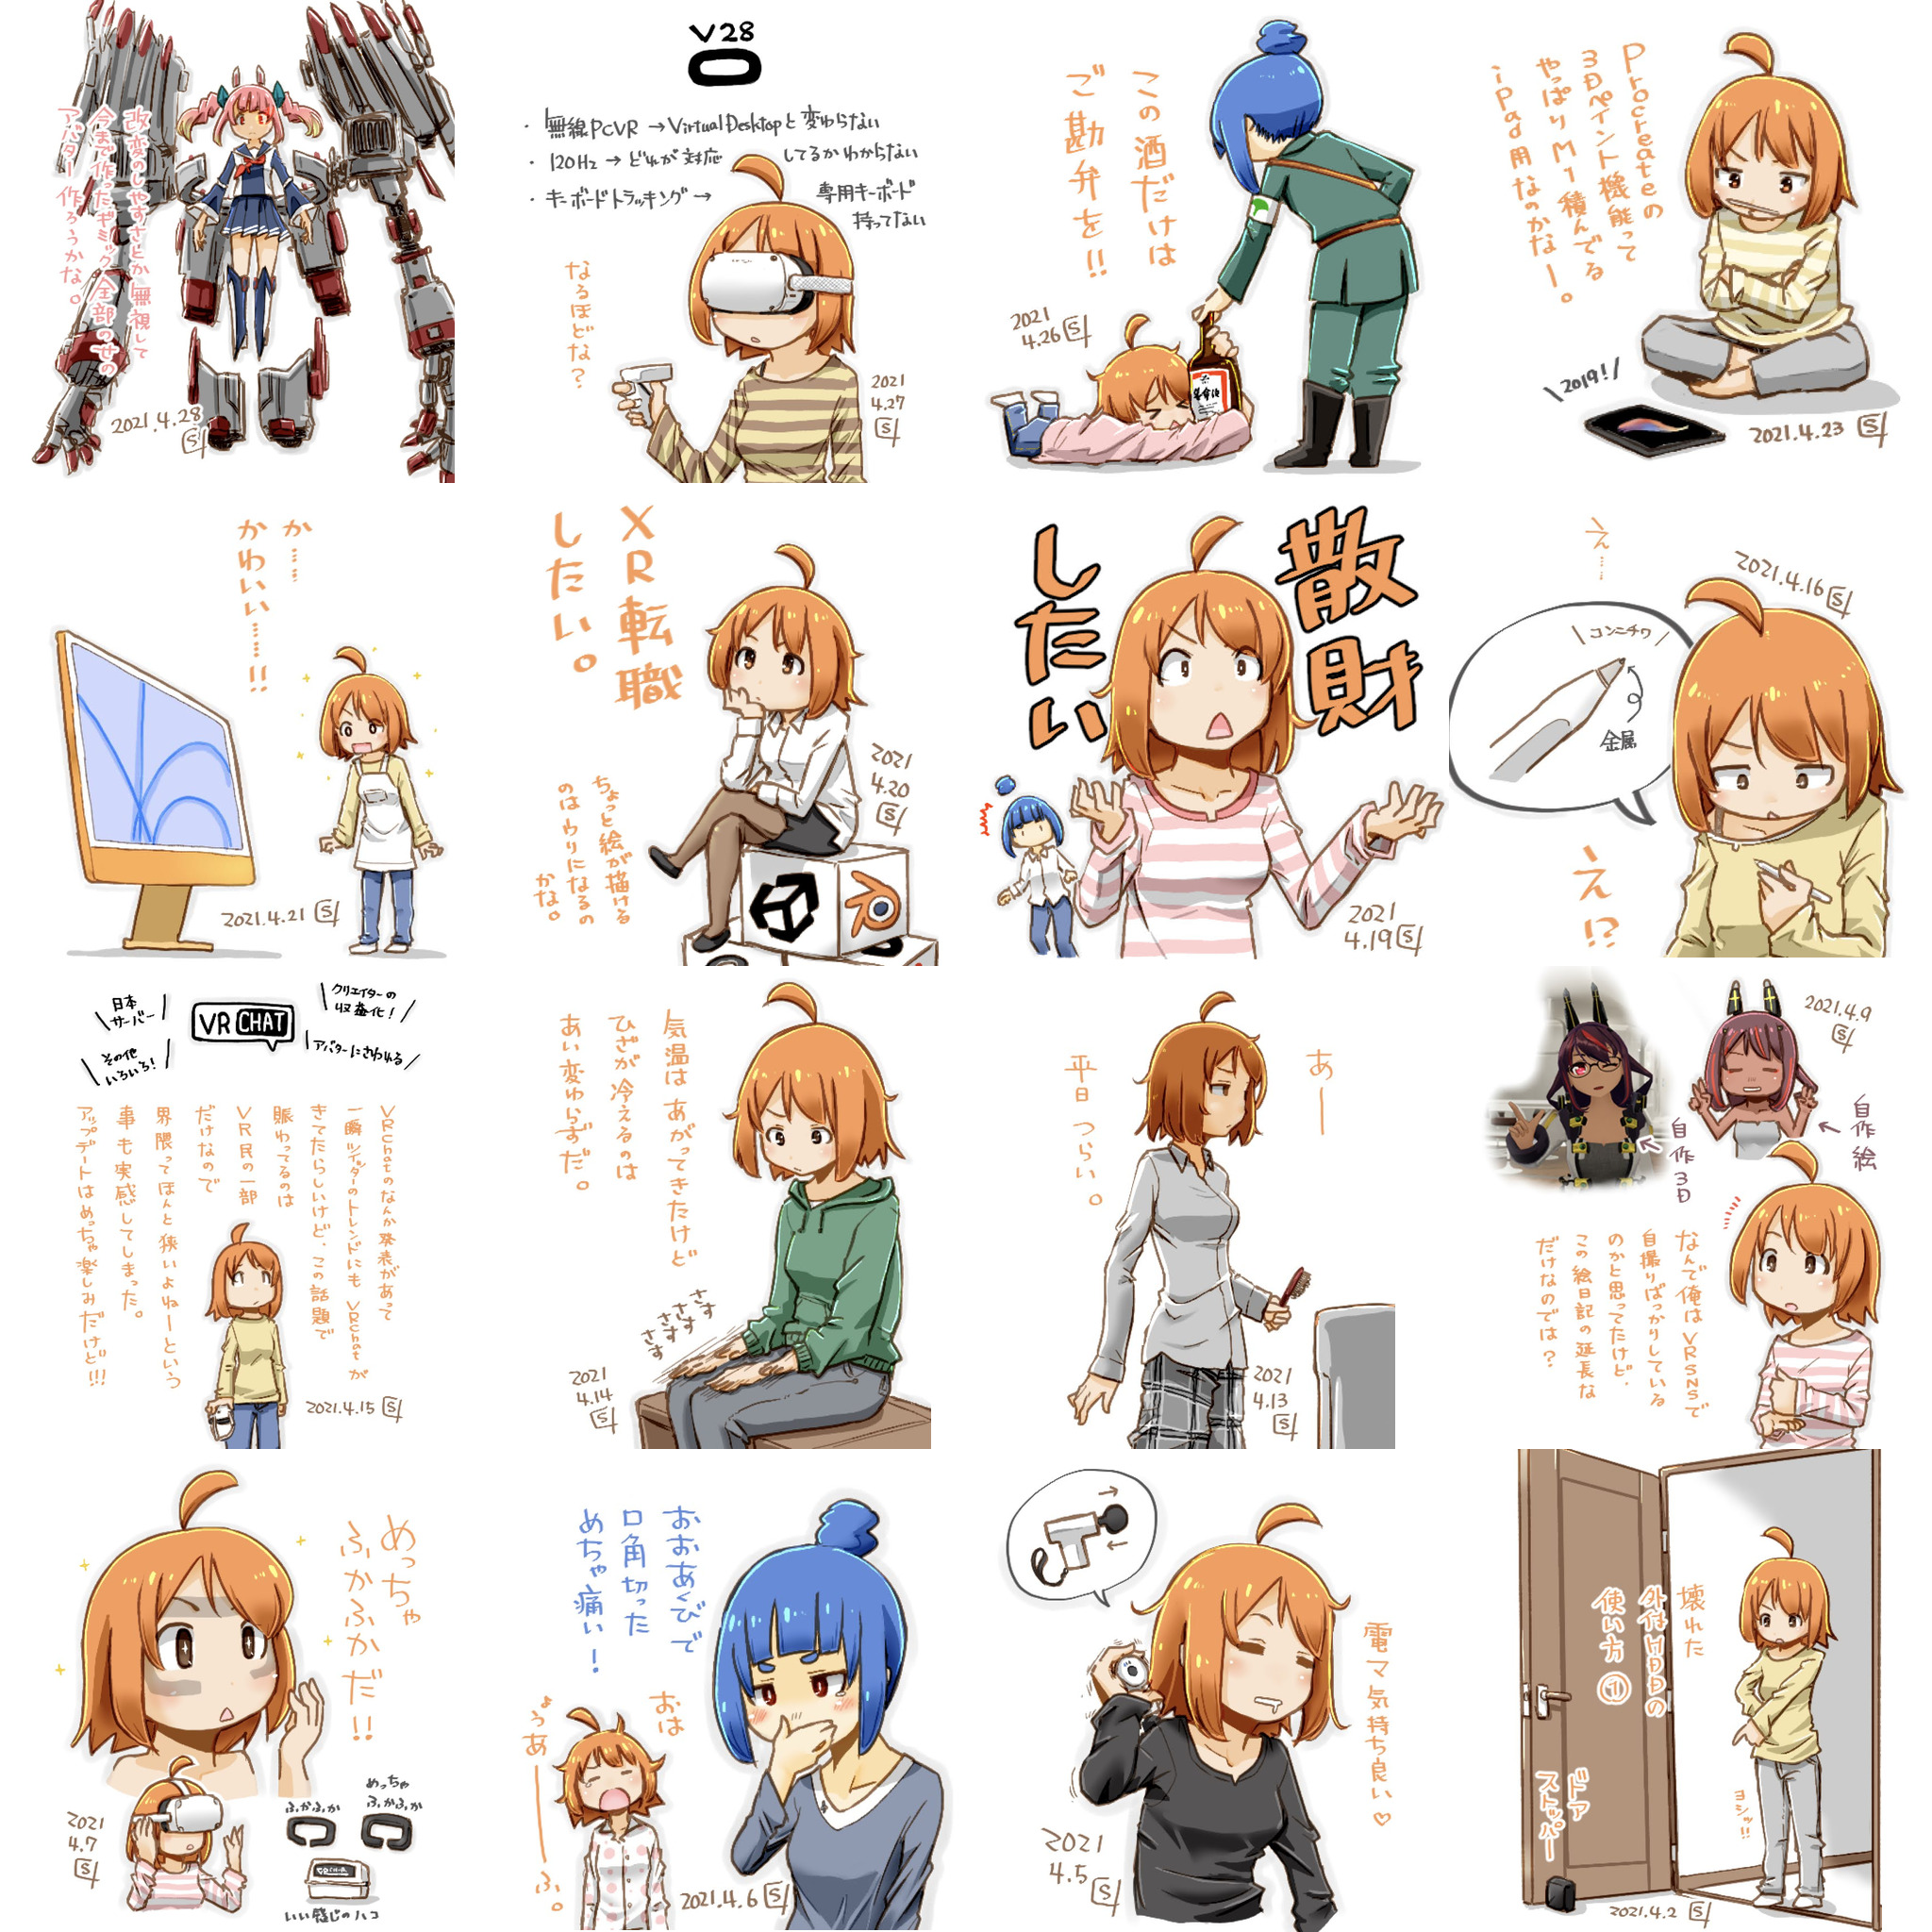 改変のしやすさとか無視して
今まで作ったギミック全部のせの
アバター作ろうかな。
2021.4.28
S
V28
・無線PCVR→VirtualDesktopと変わらない
・120Hz→どれが対応してるかわからない
・キーボードトラッキング→専用キーボード
持ってない
なるほどな?
2021
4.27
S
この酒だけは
ご勘弁を!!
2021
4.26
S
Procreateの
3Dペイント機能って
やっぱりM1積んでる
iPad用なのかなー。
\2019!/
2021.4.23
S
か……
かわいい……!!
2021.4.21
S
XR転職
したい。
ちょっと絵が描ける
のはウリになるの
かな。
2021
4.20
S
散財
したい
2021
4.19
S
え……
2021.4.16
S
\コンニチワ/
金属
え!?
\日本
サーバー/
VRCHAT
\クリエイターの
収益化!/
\その他
いろいろ!/
\アバターにさわれる/
VRChatのなんか発表があって
一瞬ツイッターのトレンドにもVRChatが
きてたらしいけど、この話題で
賑わってるのは
VR民の一部
だけなので
界隈ってほんと狭いよねーという
事も実感してしまった。
アップデートはめっちゃ楽しみだけど!!!
2021.4.15
S
気温はあがってきたけど
ひざが冷えるのは
あい変わらずだ。
さす
さす
さす
さす
2021
4.14
S
あー
平日つらい。
2021
4.13
S
2021.4.9
S
自作絵
自作3D
なんで俺はVRSNSで
自撮りばっかりしている
のかと思ってたけど、
この絵日記の延長な
だけなのでは?
めっちゃ
ふかふかだ!!
2021
4.7
S
ふかふか
めっちゃ
ふかふか
いい感じのハコ
おおあくびで
口角切った
めちゃ痛い!
おは
ようあーーふ。
2021.4.6
S
電マ気持ち良い♡
2021
4.5
S
壊れた
外付HDDの
使い方①
ドア
ストッパー
ヨシッ!!
2021.4.2
S